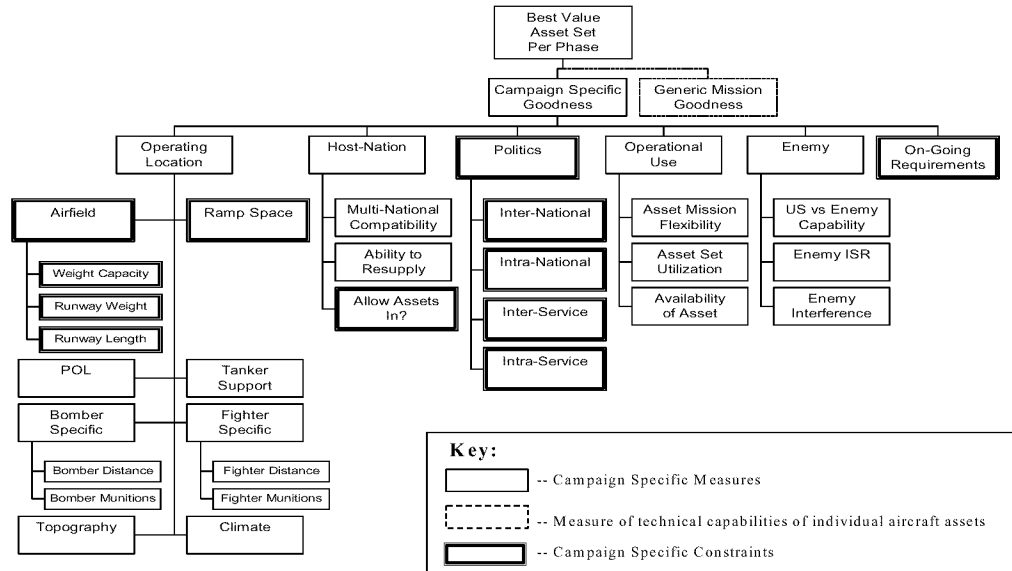 Best Value
Asset Set
Per Phase
Campaign Specific
Goodness
Generic Mission
Goodness
Operating
Location
Host-Nation
Politics
Operational
Use
Enemy
On-Going
Requirements
Airfield
Ramp Space
Weight Capacity
Runway Weight
Runway Length
POL
Tanker
Support
Bomber
Specific
Fighter
Specific
Bomber Distance
Bomber Munitions
Fighter Distance
Fighter Munitions
Topography
Climate
Multi-National
Compatibility
Ability to
Resupply
Allow Assets
In?
Inter-National
Intra-National
Inter-Service
Intra-Service
Asset Mission
Flexibility
Asset Set
Utilization
Availability
of Asset
US vs Enemy
Capability
Enemy ISR
Enemy
Interference
Key:
-- Campaign Specific Measures
-- Measure of technical capabilities of individual aircraft assets
-- Campaign Specific Constraints